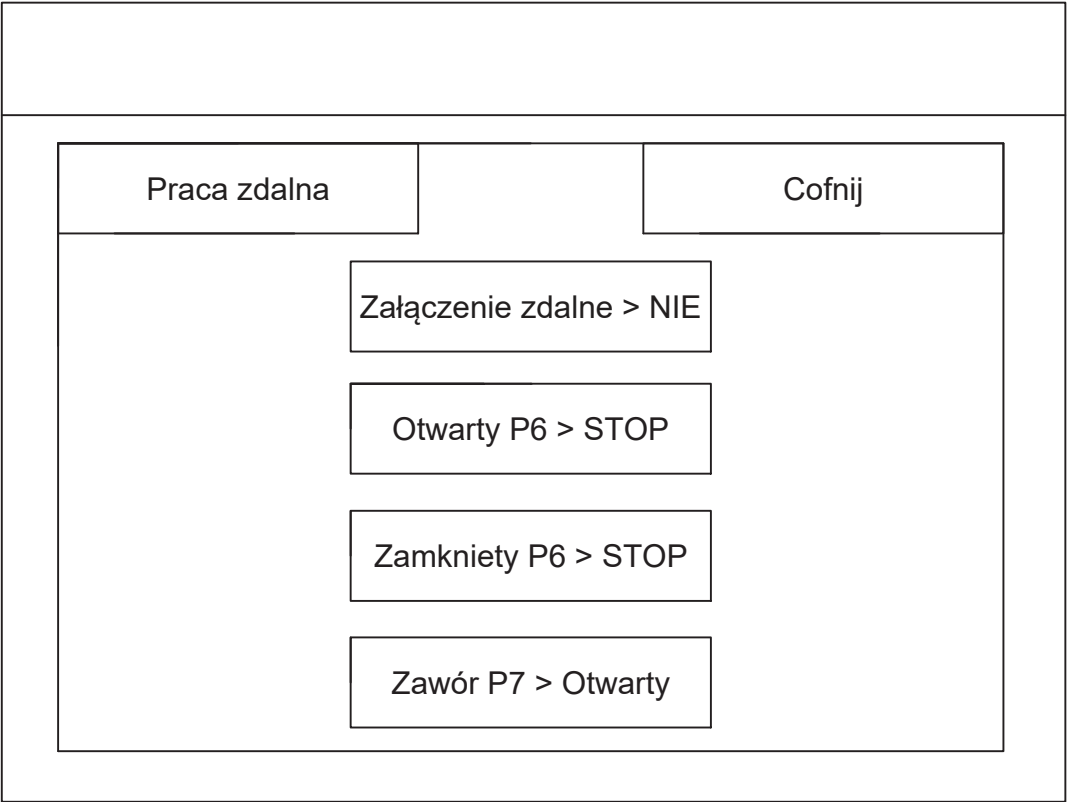 Praca zdalna
Cofnij
Załączenie zdalne > NIE
Otwarty P6 > STOP
Zamkniety P6 > STOP
Zawór P7 > Otwarty